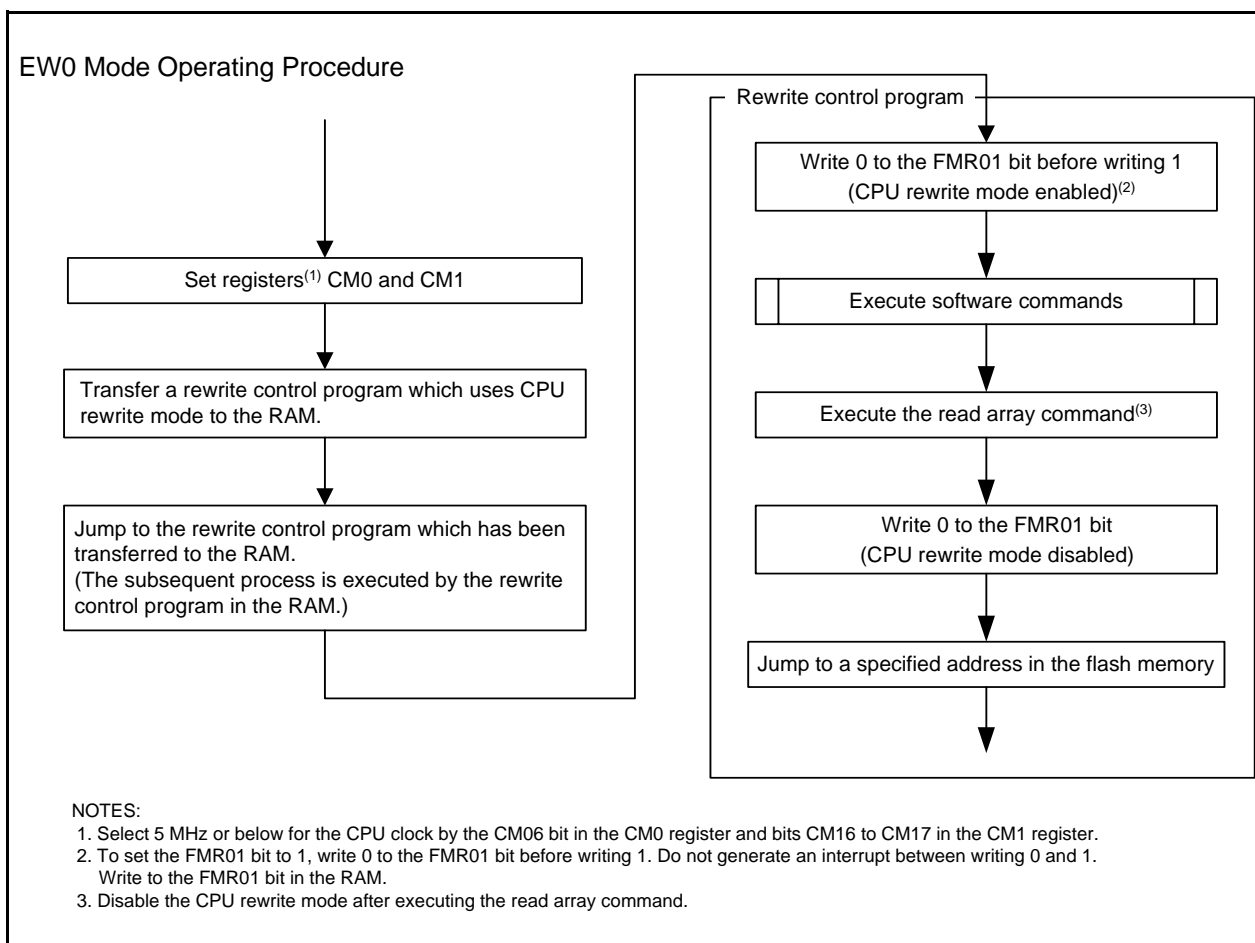 EW0 Mode Operating Procedure
Set registers(1) CM0 and CM1
Transfer a rewrite control program which uses CPU
rewrite mode to the RAM.
Jump to the rewrite control program which has been
transferred to the RAM.
(The subsequent process is executed by the rewrite
control program in the RAM.)
Rewrite control program
Write 0 to the FMR01 bit before writing 1
(CPU rewrite mode enabled)(2)
Execute software commands
Execute the read array command(3)
Write 0 to the FMR01 bit
(CPU rewrite mode disabled)
Jump to a specified address in the flash memory
NOTES:
1. Select 5 MHz or below for the CPU clock by the CM06 bit in the CM0 register and bits CM16 to CM17 in the CM1 register.
2. To set the FMR01 bit to 1, write 0 to the FMR01 bit before writing 1. Do not generate an interrupt between writing 0 and 1.
Write to the FMR01 bit in the RAM.
3. Disable the CPU rewrite mode after executing the read array command.